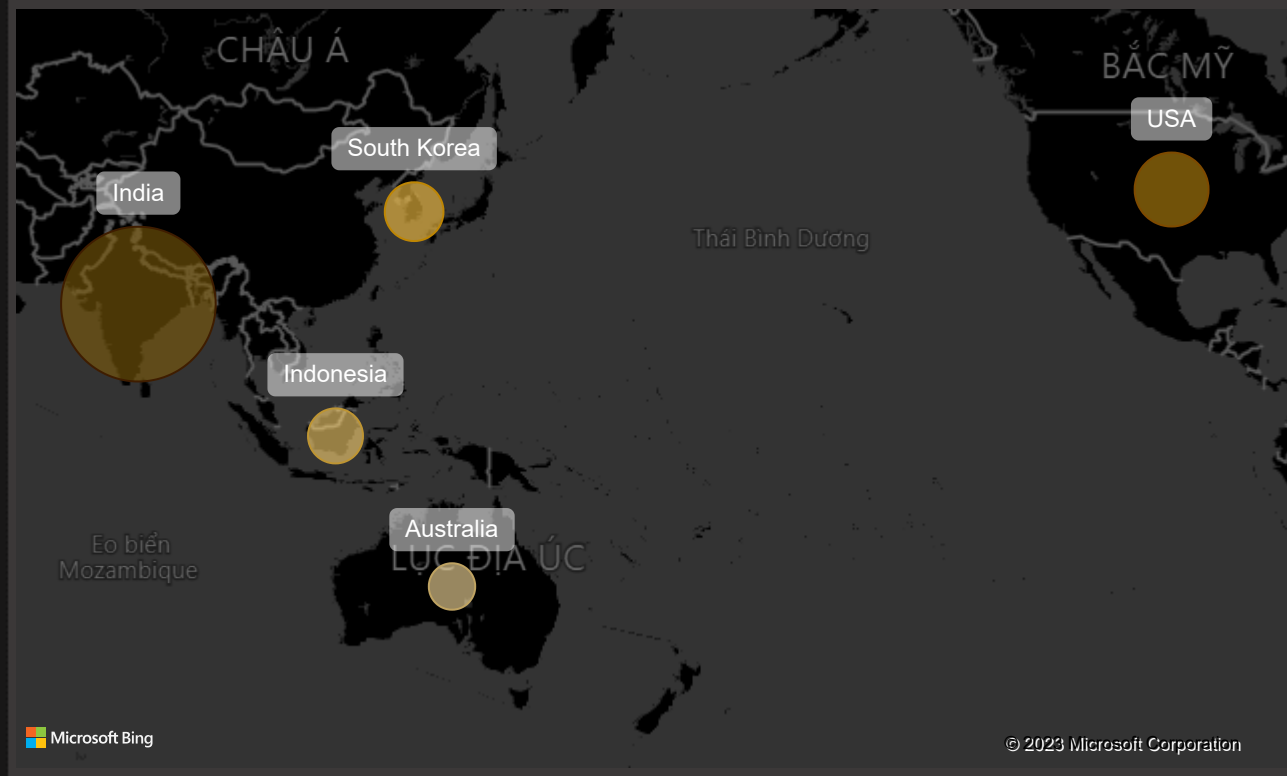 CHÂU Á
BẮC MỸ
USA
South Korea
India
Thái Bình Dương
Indonesia
Australia
LỤC ĐỊA ÚC
Eo biển
Mozambique
Microsoft Bing
© 2023 Microsoft Corporation